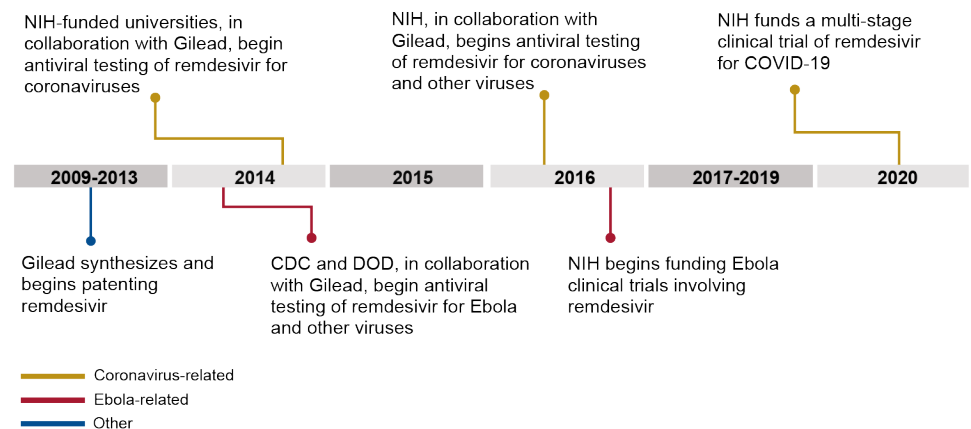 NIH-funded universities, in
collaboration with Gilead, begin
antiviral testing of remdesivir for
coronaviruses
NIH, in collaboration with
Gilead, begins antiviral testing
of remdesivir for coronaviruses
and other viruses
NIH funds a multi-stage
clinical trial of remdesivir
for COVID-19
2009-2013
2014
2015
2016
2017-2019
2020
Gilead synthesizes and
begins patenting
remdesivir
CDC and DOD, in collaboration
with Gilead, begin antiviral
testing of remdesivir for Ebola
and other viruses
NIH begins funding Ebola
clinical trials involving
remdesivir
Coronavirus-related
Ebola-related
Other